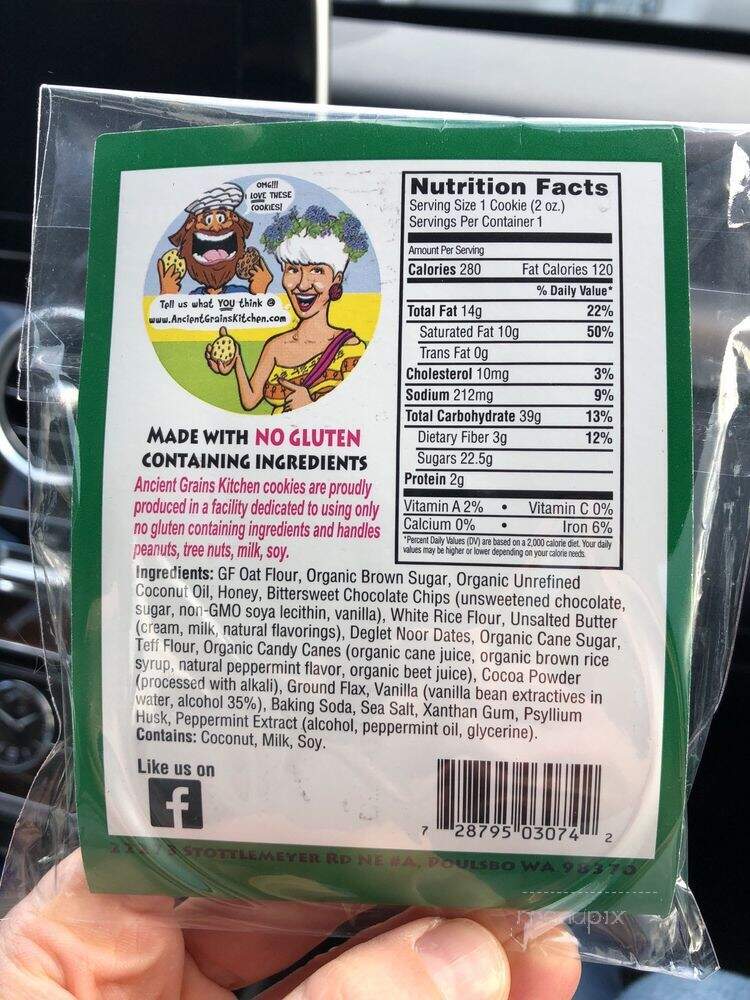 OMG!!!
I LOVE THESE
COOKIES!
Tell us what YOU think @
www.AncientGrainsKitchen.com
MADE WITH NO GLUTEN
CONTAINING INGREDIENTS
Ancient Grains Kitchen cookies are proudly
produced in a facility dedicated to using only
no gluten containing ingredients and handles
peanuts, tree nuts, milk, soy.
Nutrition Facts
Serving Size 1 Cookie (2 oz.)
Servings Per Container 1
Amount Per Serving
Calories 280 Fat Calories 120
% Daily Value*
Total Fat 14g 22%
Saturated Fat 10g 50%
Trans Fat 0g
Cholesterol 10mg 3%
Sodium 212mg 9%
Total Carbohydrate 39g 13%
Dietary Fiber 3g 12%
Sugars 22.5g
Protein 2g
Vitamin A 2% • Vitamin C 0%
Calcium 0% • Iron 6%
*Percent Daily Values (DV) are based on a 2,000 calorie diet. Your daily
values may be higher or lower depending on your calorie needs.
Ingredients: GF Oat Flour, Organic Brown Sugar, Organic Unrefined
Coconut Oil, Honey, Bittersweet Chocolate Chips (unsweetened chocolate,
sugar, non-GMO soya lecithin, vanilla), White Rice Flour, Unsalted Butter
(cream, milk, natural flavorings), Deglet Noor Dates, Organic Cane Sugar,
Teff Flour, Organic Candy Canes (organic cane juice, organic brown rice
syrup, natural peppermint flavor, organic beet juice), Cocoa Powder
(processed with alkali), Ground Flax, Vanilla (vanilla bean extractives in
water, alcohol 35%), Baking Soda, Sea Salt, Xanthan Gum, Psyllium
Husk, Peppermint Extract (alcohol, peppermint oil, glycerine).
Contains: Coconut, Milk, Soy.
Like us on
f
7 28795 03074 2
STOTTLEMEYER RD NE #A, POULSBO WA 98370
menupix